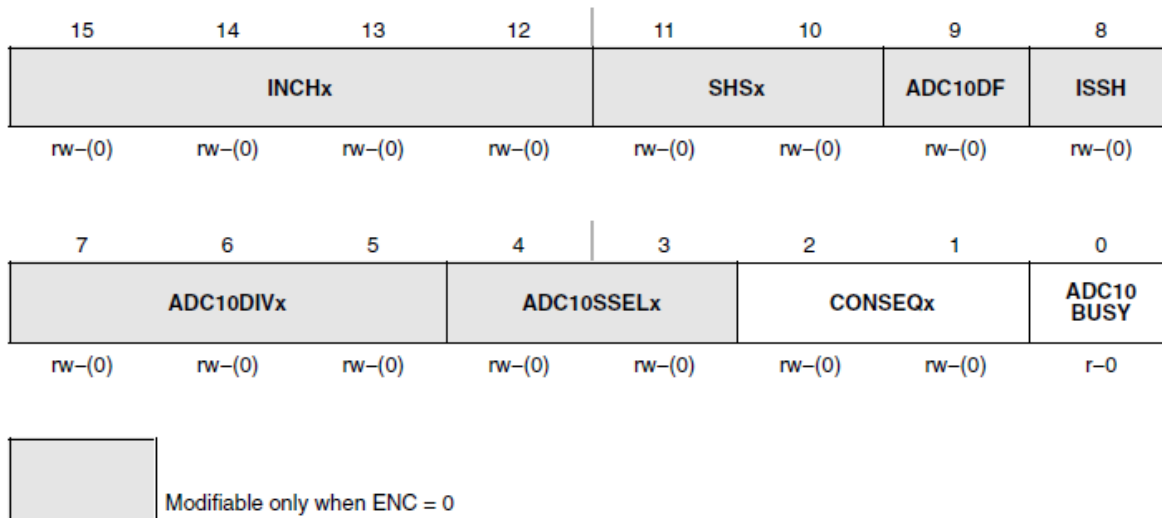 15 14 13 12 11 10 9 8
INCHx SHSx ADC10DF ISSH
rw–(0) rw–(0) rw–(0) rw–(0) rw–(0) rw–(0) rw–(0) rw–(0)
7 6 5 4 3 2 1 0
ADC10DIVx ADC10SSELx CONSEQx ADC10
BUSY
rw–(0) rw–(0) rw–(0) rw–(0) rw–(0) rw–(0) rw–(0) r–0
Modifiable only when ENC = 0